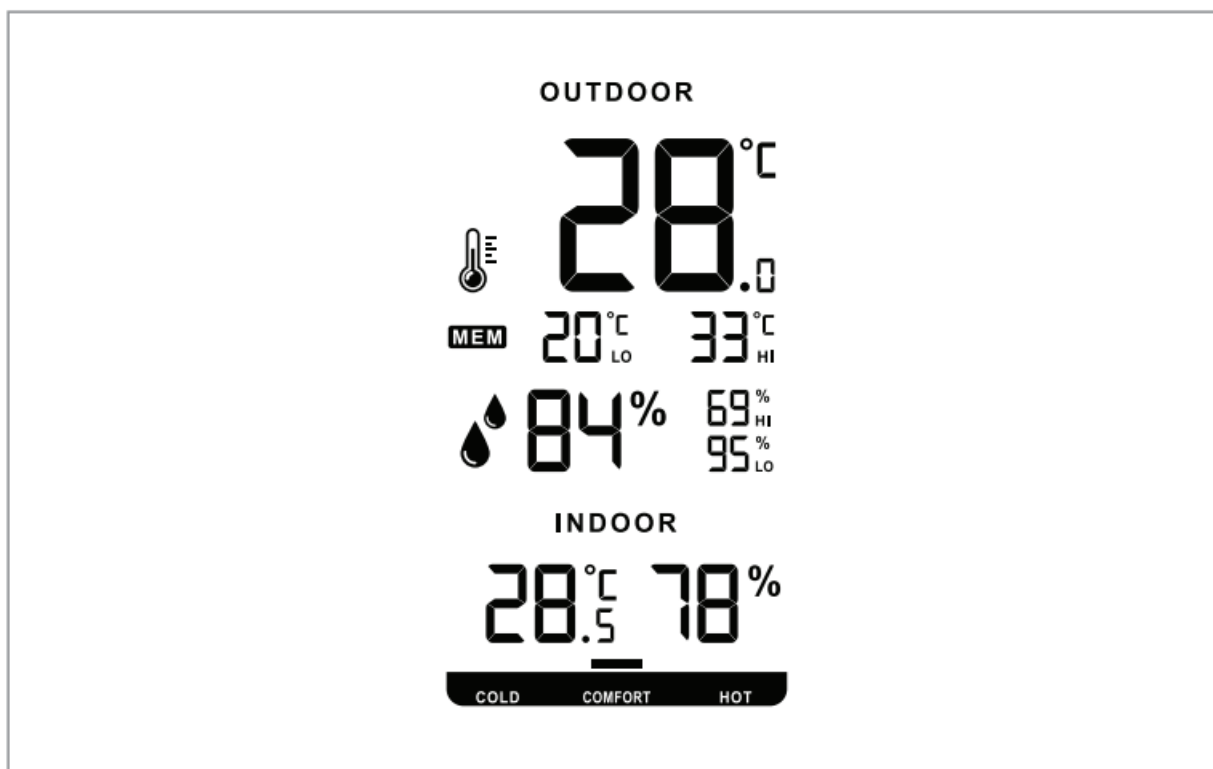 OUTDOOR
28.0 °C
MEM 20 °C LO 33 °C HI
84% 69 % HI
95 % LO
INDOOR
28.5 °C 78%
COLD COMFORT HOT